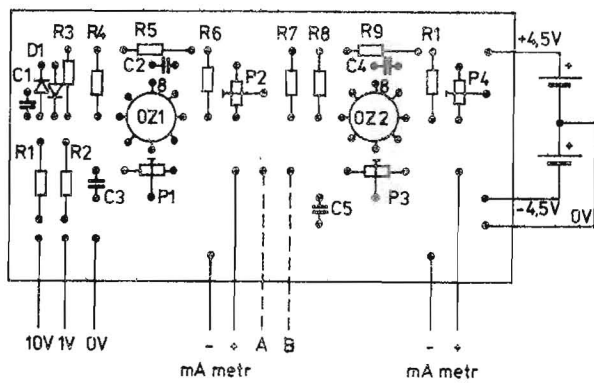 D1 R3 R4 R5 R6 R7 R8 R9 R1 +4,5V
C1 C2 P2 C4 P4
8 8
OZ1 OZ2
R1 R2 C3 P1 C5 P3
-4,5V 0V
10V 1V 0V - + A B - +
mA metr mA metr